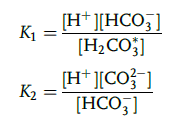 K₁ = [H⁺][HCO₃⁻] / [H₂CO₃*]
K₂ = [H⁺][CO₃²⁻] / [HCO₃⁻]